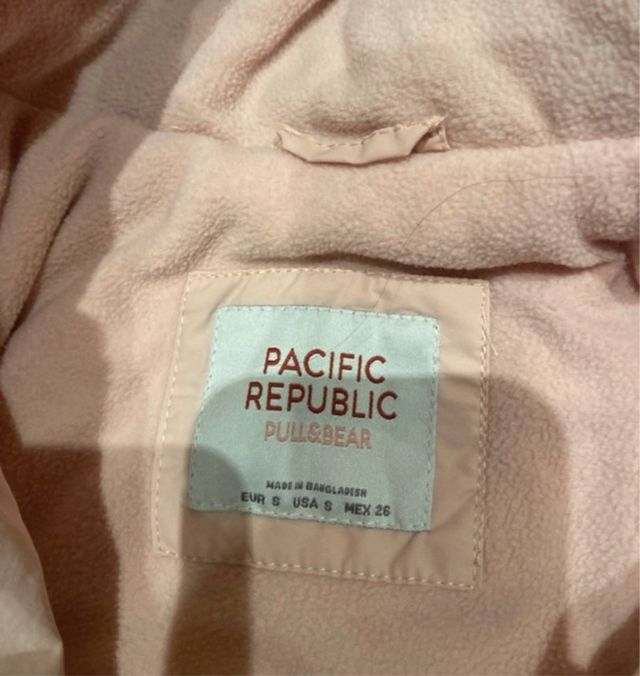 PACIFIC
REPUBLIC
PULL&BEAR
MADE IN BANGLADESH
EUR S USA S MEX 26